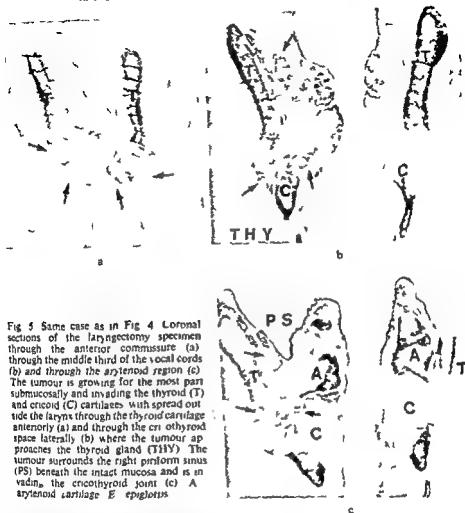 T
C
C
THY
a
b
PS
A
A
T
C
C
c
Fig 5 Same case as in Fig 4 Coronal
sections of the laryngectomy specimen
through the anterior commissure (a)
through the middle third of the vocal cords
(b) and through the arytenoid region (c)
The tumour is growing for the most part
submucosally and invading the thyroid (T)
and cricoid (C) cartilages with spread out
side the larynx through the thyroid cartilage
anteriorly (a) and through the cri othyroid
space laterally (b) where the tumour ap
proaches the thyroid gland (THY) The
tumour surrounds the right piriform sinus
(PS) beneath the intact mucosa and is in
vadin, the cricothyroid joint (c) A
arytenoid cartilage E epiglottis